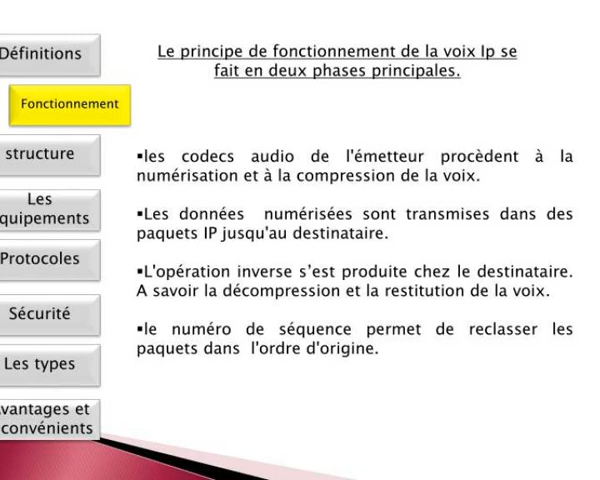 Définitions
Le principe de fonctionnement de la voix Ip se
fait en deux phases principales.
Fonctionnement
structure
▪les codecs audio de l'émetteur procèdent à la
numérisation et à la compression de la voix.
Les
quipements
▪Les données numérisées sont transmises dans des
paquets IP jusqu'au destinataire.
Protocoles
▪L'opération inverse s’est produite chez le destinataire.
A savoir la décompression et la restitution de la voix.
Sécurité
▪le numéro de séquence permet de reclasser les
paquets dans l'ordre d'origine.
Les types
vantages et
convénients